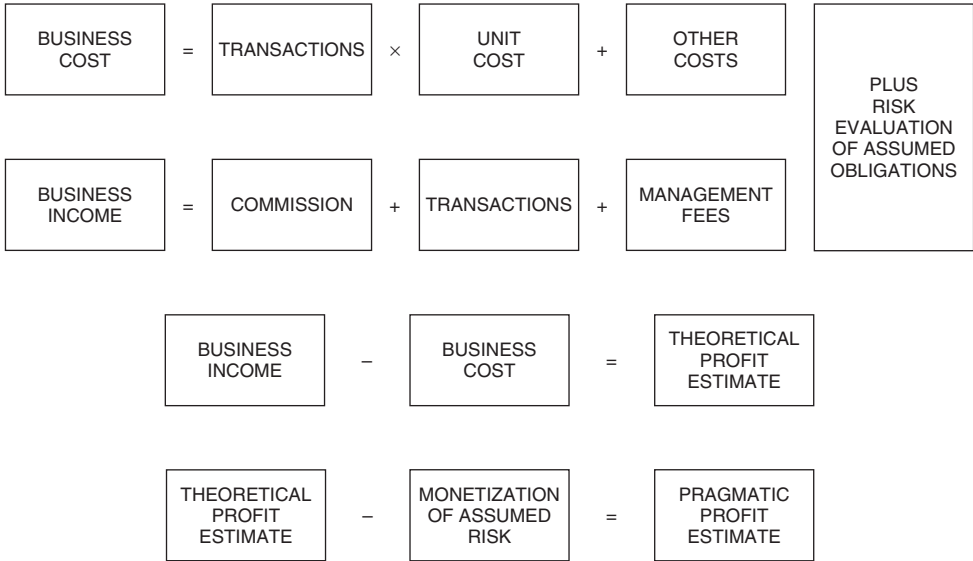 BUSINESS
COST
=
TRANSACTIONS
×
UNIT
COST
+
OTHER
COSTS
PLUS
RISK
EVALUATION
OF ASSUMED
OBLIGATIONS
BUSINESS
INCOME
=
COMMISSION
+
TRANSACTIONS
+
MANAGEMENT
FEES
BUSINESS
INCOME
–
BUSINESS
COST
=
THEORETICAL
PROFIT
ESTIMATE
THEORETICAL
PROFIT
ESTIMATE
–
MONETIZATION
OF ASSUMED
RISK
=
PRAGMATIC
PROFIT
ESTIMATE